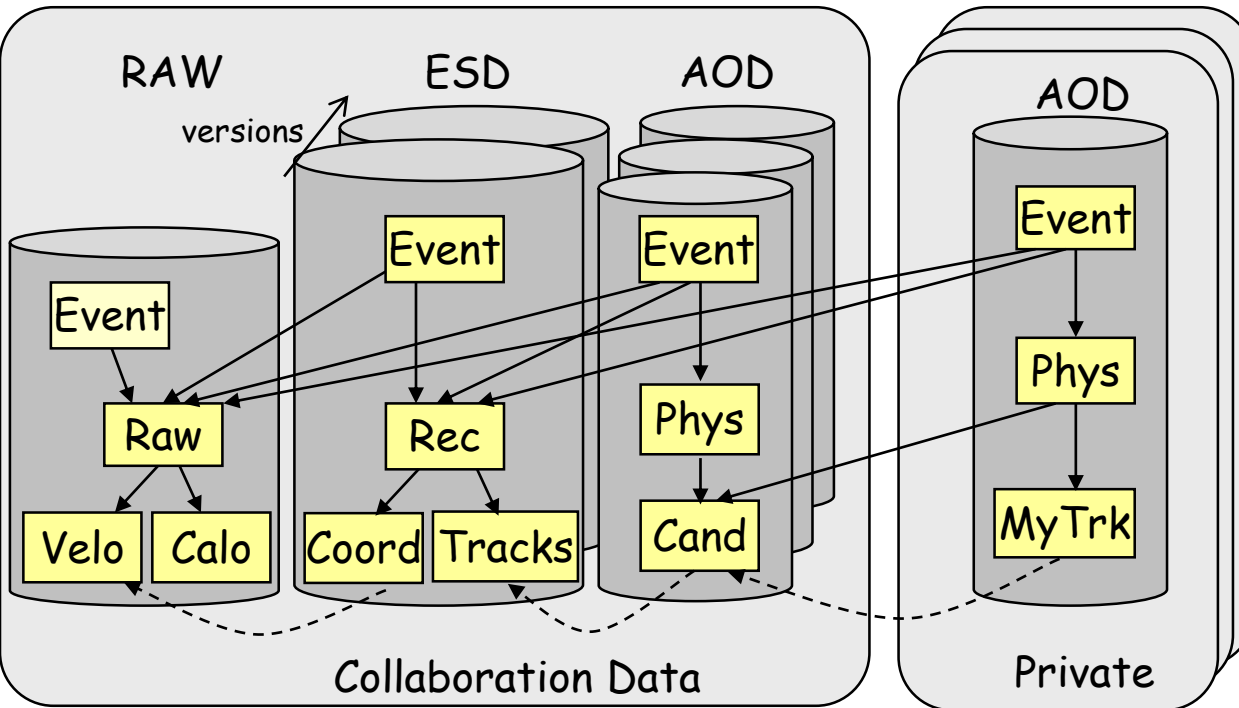 RAW
ESD
AOD
AOD
versions
Event
Event
Event
Event
Raw
Rec
Phys
Phys
Velo
Calo
Coord
Tracks
Cand
MyTrk
Collaboration Data
Private